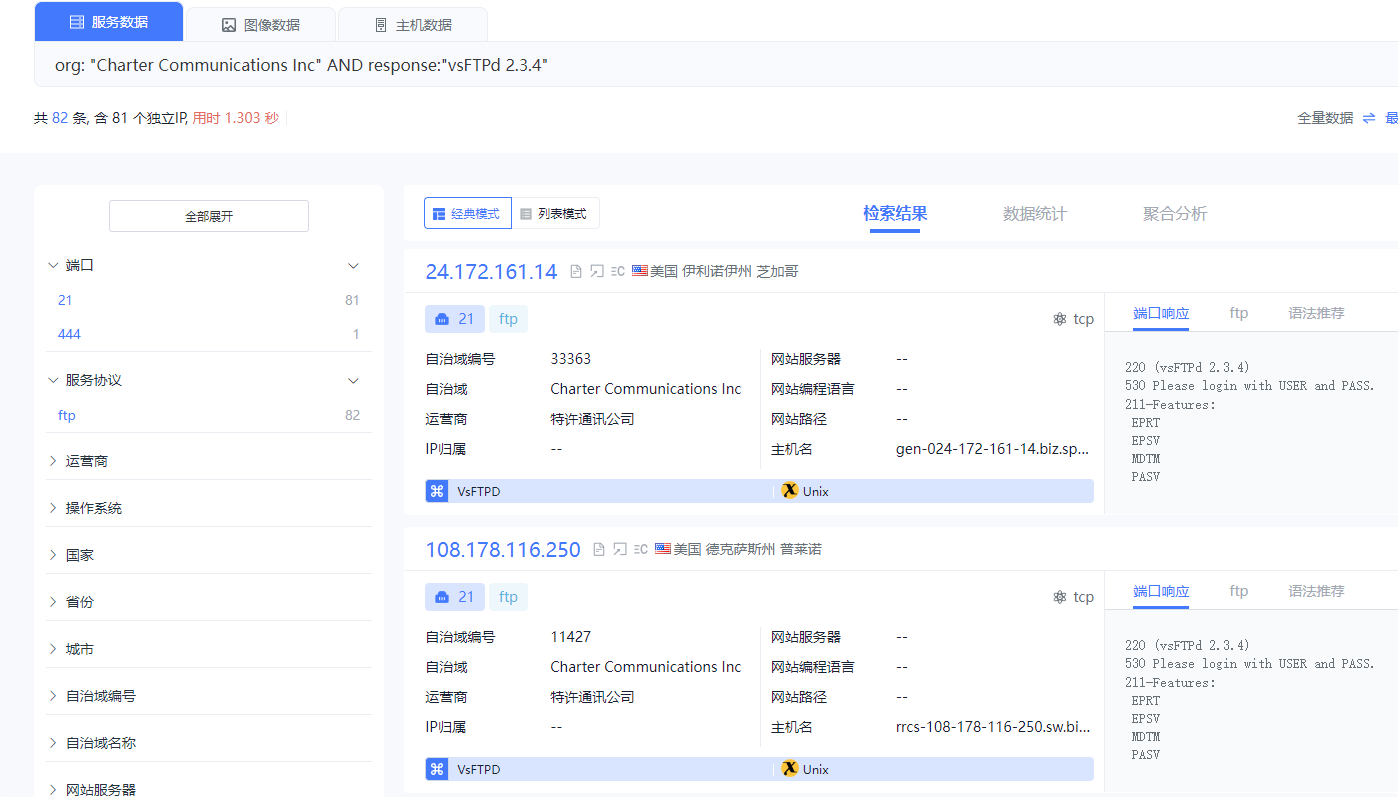 服务数据 图像数据 主机数据
org: "Charter Communications Inc" AND response:"vsFTPd 2.3.4"
共 82 条, 含 81 个独立IP, 用时 1.303 秒
全量数据 ⇌ 最
全部展开
端口
21 81
444 1
服务协议
ftp 82
运营商
操作系统
国家
省份
城市
自治域编号
自治域名称
网站服务器
经典模式 列表模式 检索结果 数据统计 聚合分析
24.172.161.14 美国 伊利诺伊州 芝加哥
21 ftp tcp
自治域编号 33363 网站服务器 --
自治域 Charter Communications Inc 网站编程语言 --
运营商 特许通讯公司 网站路径 --
IP归属 -- 主机名 gen-024-172-161-14.biz.sp...
VsFTPD Unix
端口响应 ftp 语法推荐
220 (vsFTPd 2.3.4)
530 Please login with USER and PASS.
211-Features:
EPRT
EPSV
MDTM
PASV
108.178.116.250 美国 德克萨斯州 普莱诺
21 ftp tcp
自治域编号 11427 网站服务器 --
自治域 Charter Communications Inc 网站编程语言 --
运营商 特许通讯公司 网站路径 --
IP归属 -- 主机名 rrcs-108-178-116-250.sw.bi...
VsFTPD Unix
端口响应 ftp 语法推荐
220 (vsFTPd 2.3.4)
530 Please login with USER and PASS.
211-Features:
EPRT
EPSV
MDTM
PASV